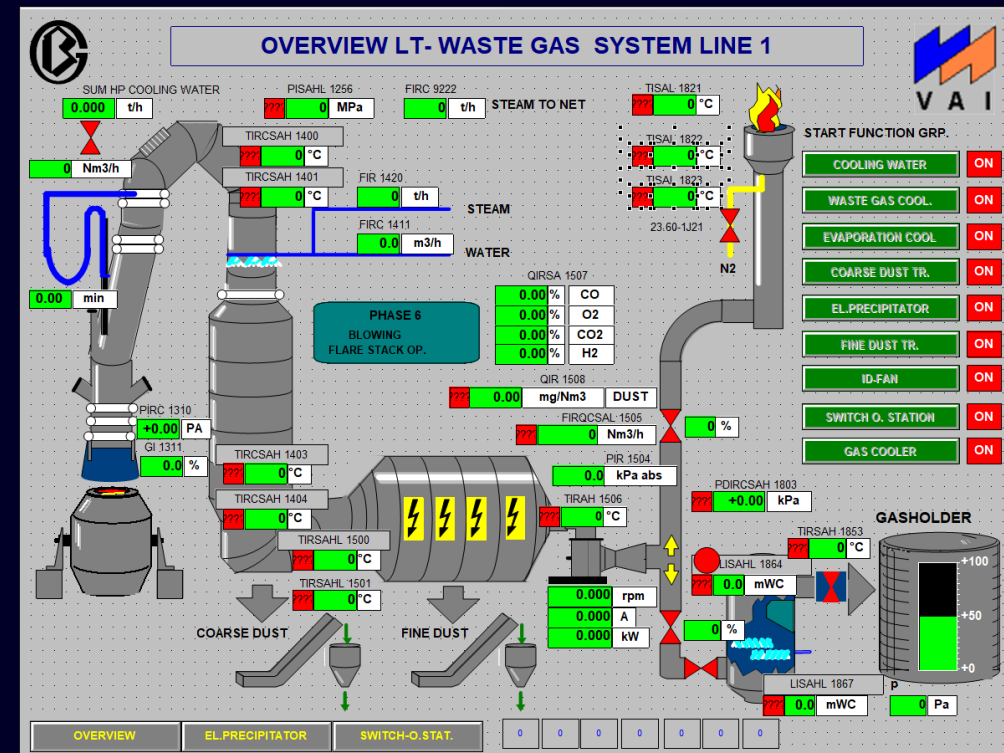 OVERVIEW LT- WASTE GAS SYSTEM LINE 1
VAI
SUM HP COOLING WATER
0.000 t/h
PISAHL 1256
???? 0 MPa
FIRC 9222
0 t/h
STEAM TO NET
TISAL 1821
???? 0 °C
0 Nm3/h
TIRCSAH 1400
???? 0 °C
TIRCSAH 1401
???? 0 °C
FIR 1420
0 t/h
STEAM
FIRC 1411
0.0 m3/h
WATER
TISAL 1822
???? 0 °C
TISAL 1823
???? 0 °C
23.60-1J21
N2
START FUNCTION GRP.
COOLING WATER ON
WASTE GAS COOL. ON
EVAPORATION COOL ON
COARSE DUST TR. ON
EL.PRECIPITATOR ON
FINE DUST TR. ON
ID-FAN ON
SWITCH O. STATION ON
GAS COOLER ON
0.00 min
PHASE 6
BLOWING
FLARE STACK OP.
QIRSA 1507
0.00 % CO
0.00 % O2
0.00 % CO2
0.00 % H2
QIR 1508
???? 0.00 mg/Nm3 DUST
FIRQCSAL 1505
???? 0 Nm3/h
0 %
PIRC 1310
+0.00 PA
GI 1311
0.0 %
TIRCSAH 1403
???? 0 °C
TIRCSAH 1404
???? 0 °C
PIR 1504
0.0 kPa abs
TIRAH 1506
???? 0 °C
PDIRCSAH 1803
???? +0.00 kPa
TIRSAHL 1500
???? 0 °C
TIRSAHL 1501
???? 0 °C
TIRSAH 1853
???? 0 °C
GASHOLDER
+100
+50
+0
LISAHL 1864
???? 0.0 mWC
0.000 rpm
0.000 A
0.000 kW
0 %
COARSE DUST
FINE DUST
LISAHL 1867
???? 0.0 mWC
p
0 Pa
OVERVIEW
EL.PRECIPITATOR
SWITCH-O.STAT.
0 0 0 0 0 0 0